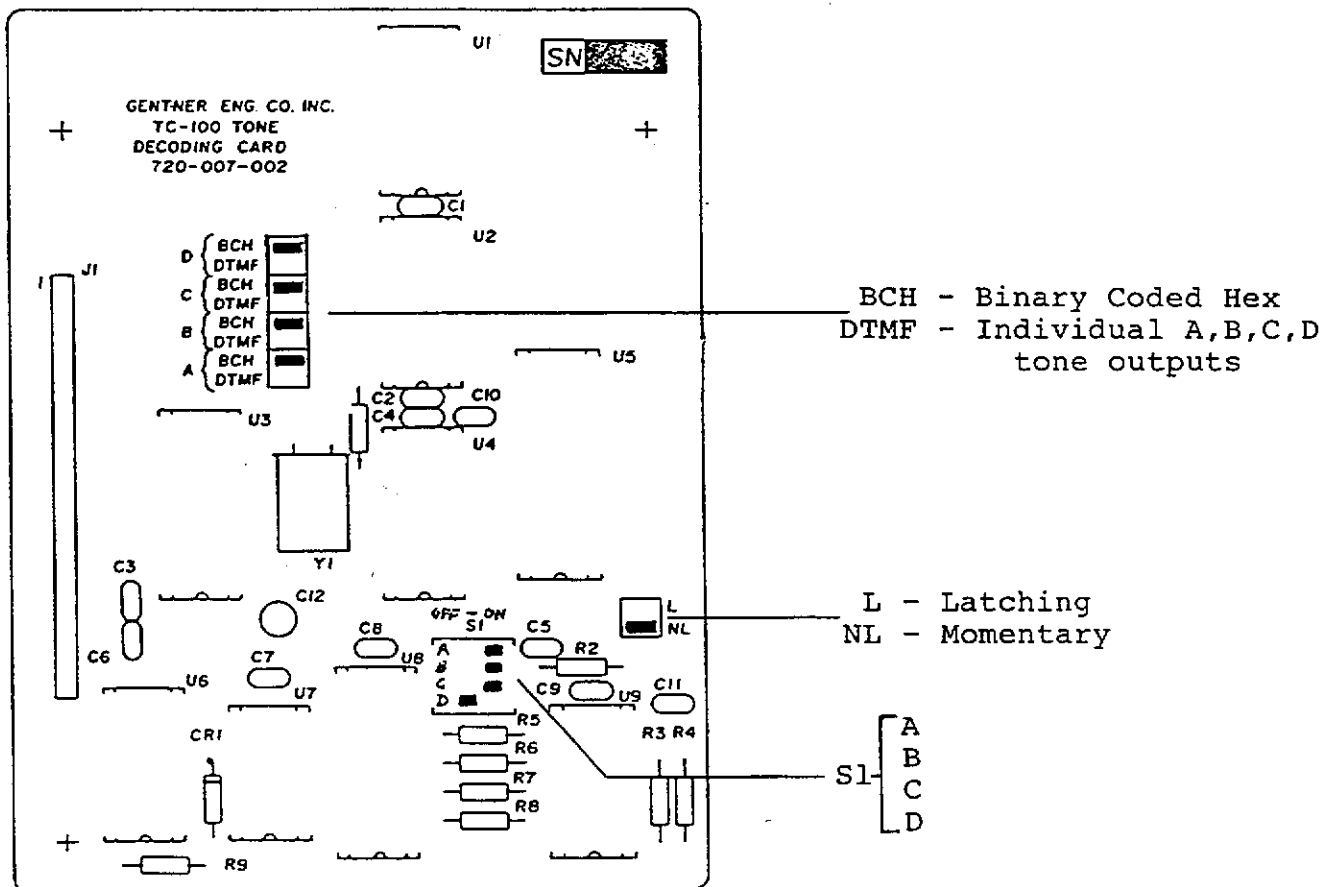 U1
SN
GENTNER ENG. CO. INC.
TC-100 TONE
DECODING CARD
720-007-002
C1
U2
D { BCH
DTMF
C { BCH
DTMF
B { BCH
DTMF
A { BCH
DTMF
1 J1
BCH - Binary Coded Hex
DTMF - Individual A,B,C,D
tone outputs
U5
U3
C2
C10
C4
U4
Y1
C3
C12
C6
C7
C8
U8
U6
U7
OFF - ON
S1
A
B
C
D
C5
R2
C9
U9
C11
L
NL
L - Latching
NL - Momentary
R5
R6
R7
R8
R3 R4
S1
A
B
C
D
CR1
R9